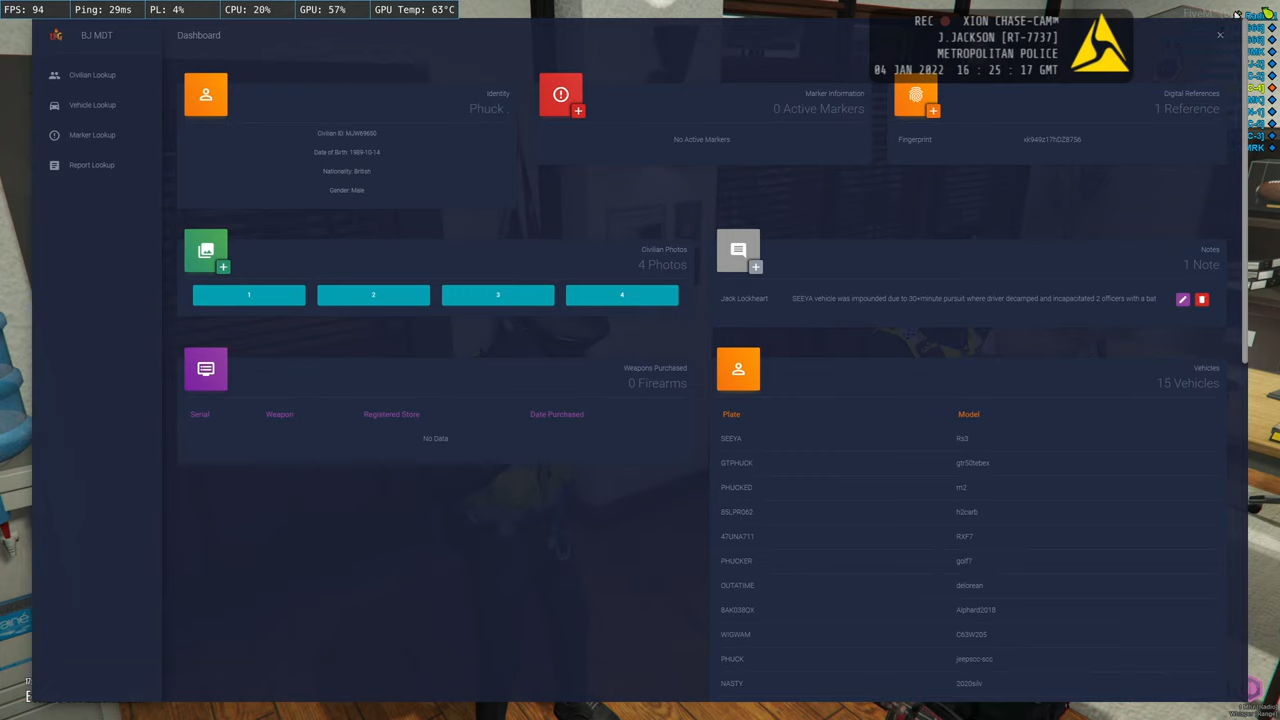 FPS: 94 Ping: 29ms PL: 4% CPU: 20% GPU: 57% GPU Temp: 63°C
FiveM
REC XION CHASE-CAM™
J.JACKSON [RT-7737]
METROPOLITAN POLICE
04 JAN 2022 16 : 25 : 17 GMT
BJ MDT
Dashboard
Civilian Lookup
Vehicle Lookup
Marker Lookup
Report Lookup
Identity
Phuck .
Civilian ID: MJW69650
Date of Birth: 1989-10-14
Nationality: British
Gender: Male
Marker Information
0 Active Markers
No Active Markers
Digital References
1 Reference
Fingerprint xk949z17hDZ8756
Civilian Photos
4 Photos
1 2 3 4
Notes
1 Note
Jack Lockheart SEEYA vehicle was impounded due to 30+minute pursuit where driver decamped and incapacitated 2 officers with a bat
Weapons Purchased
0 Firearms
Serial Weapon Registered Store Date Purchased
No Data
Vehicles
15 Vehicles
Plate Model
SEEYA Rs3
GTPHUCK gtr50tebex
PHUCKED m2
85LPR062 h2carb
47UNA711 RXF7
PHUCKER golf7
OUTATIME delorean
8AK038QX Alphard2018
WIGWAM C63W205
PHUCK jeepscc-scc
NASTY 2020silv